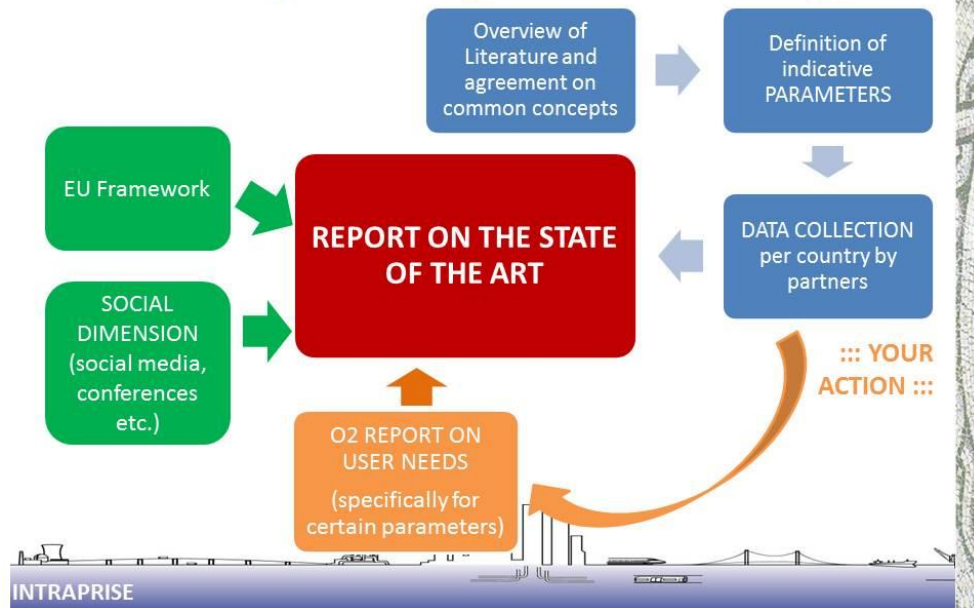 Overview of
Literature and
agreement on
common concepts
Definition of
indicative
PARAMETERS
EU Framework
REPORT ON THE STATE
OF THE ART
DATA COLLECTION
per country by
partners
SOCIAL
DIMENSION
(social media,
conferences
etc.)
::: YOUR
ACTION :::
O2 REPORT ON
USER NEEDS
(specifically for
certain parameters)
INTRAPRISE